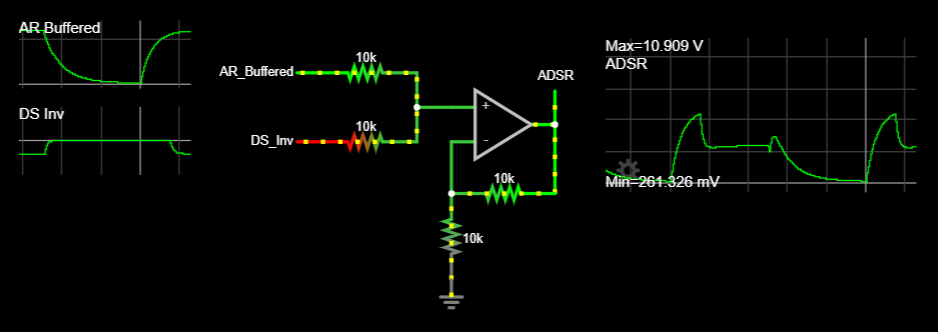 AR Buffered
DS Inv
AR_Buffered
10k
DS_Inv
10k
+
-
ADSR
10k
10k
Max=10.909 V
ADSR
Min=261.326 mV